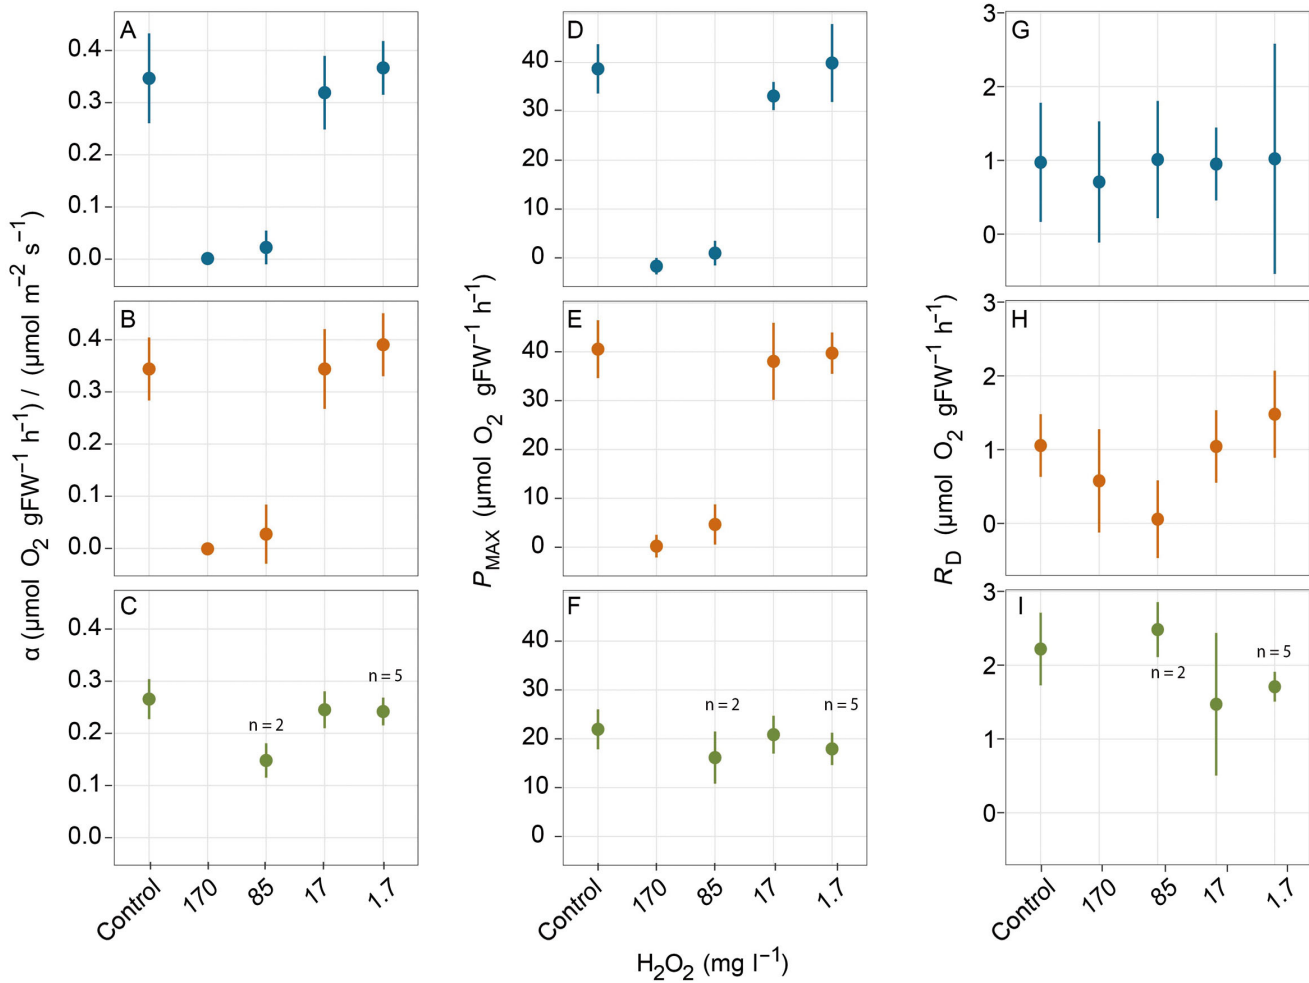 A
0.4
0.3
0.2
0.1
0.0
B
0.4
0.3
0.2
0.1
0.0
C
0.4
0.3
0.2
0.1
0.0
n = 5
n = 2
Control
170
85
17
1.7
α (µmol O₂ gFW⁻¹ h⁻¹) / (µmol m⁻² s⁻¹)
D
40
30
20
10
0
E
40
30
20
10
0
F
40
30
20
10
0
n = 2
n = 5
Control
170
85
17
1.7
P_MAX (µmol O₂ gFW⁻¹ h⁻¹)
G
3
2
1
0
H
3
2
1
0
I
3
2
1
0
n = 5
n = 2
Control
170
85
17
1.7
R_D (µmol O₂ gFW⁻¹ h⁻¹)
H₂O₂ (mg l⁻¹)